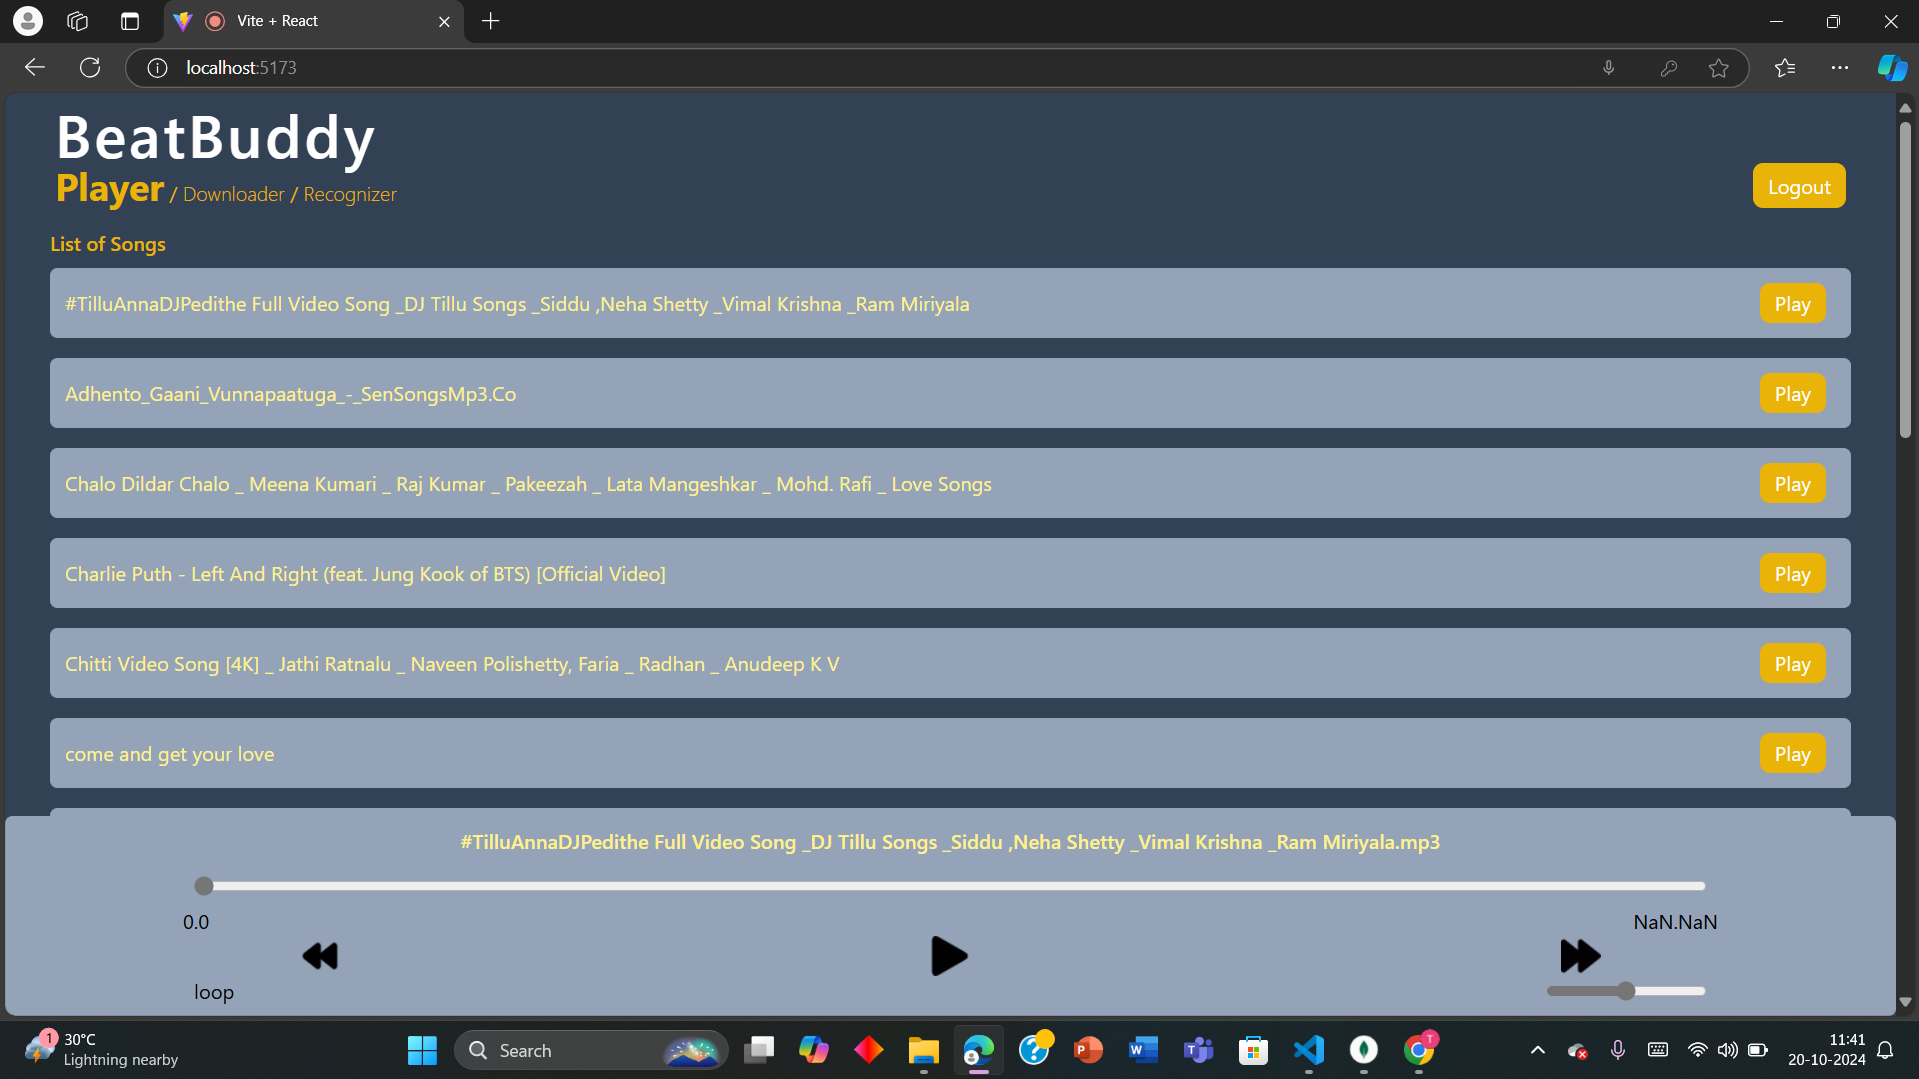 Vite + React
localhost:5173
BeatBuddy
Player / Downloader / Recognizer
Logout
List of Songs
#TilluAnnaDJPedithe Full Video Song _DJ Tillu Songs _Siddu ,Neha Shetty _Vimal Krishna _Ram Miriyala
Play
Adhento_Gaani_Vunnapaatuga_-_SenSongsMp3.Co
Play
Chalo Dildar Chalo _ Meena Kumari _ Raj Kumar _ Pakeezah _ Lata Mangeshkar _ Mohd. Rafi _ Love Songs
Play
Charlie Puth - Left And Right (feat. Jung Kook of BTS) [Official Video]
Play
Chitti Video Song [4K] _ Jathi Ratnalu _ Naveen Polishetty, Faria _ Radhan _ Anudeep K V
Play
come and get your love
Play
#TilluAnnaDJPedithe Full Video Song _DJ Tillu Songs _Siddu ,Neha Shetty _Vimal Krishna _Ram Miriyala.mp3
0.0
NaN.NaN
loop
1
30°C
Lightning nearby
Search
P
W
T
T
11:41
20-10-2024